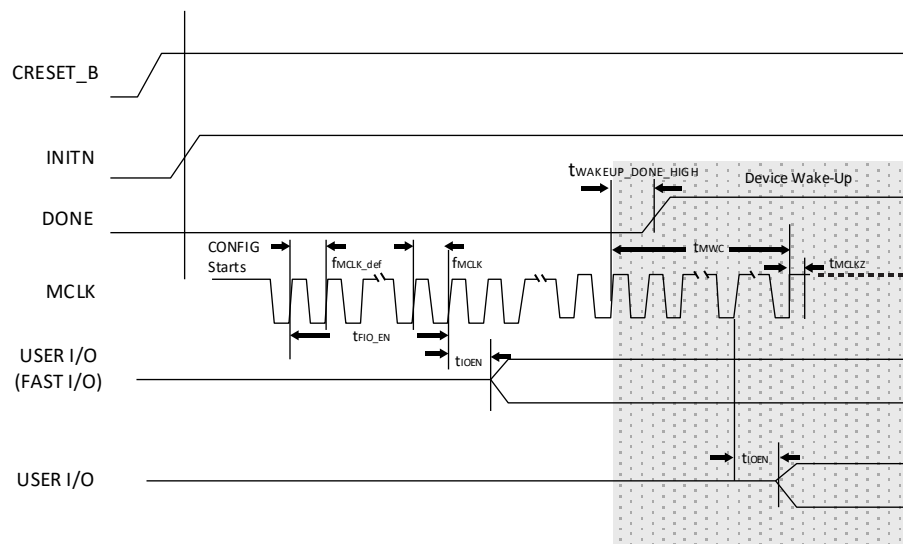 CRESET_B
INITN
tWAKEUP_DONE_HIGH
Device Wake-Up
DONE
CONFIG
Starts
fMCLK_def
fMCLK
tMWC
tMCLKZ
MCLK
tFIO_EN
USER I/O
(FAST I/O)
tIOEN
tIOEN
USER I/O